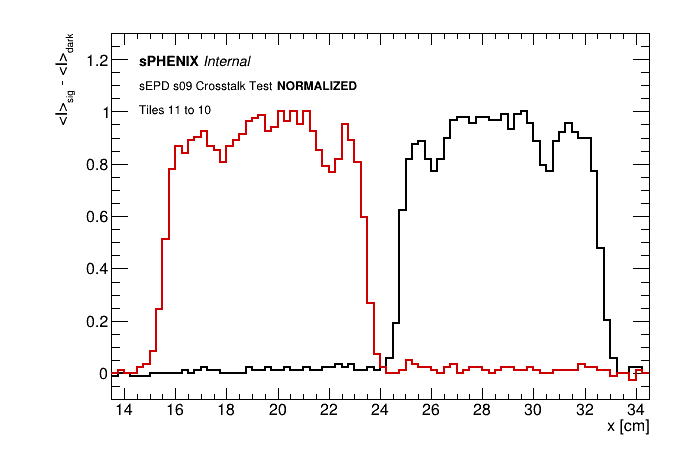 <I>sig - <I>dark
sPHENIX Internal
sEPD s09 Crosstalk Test NORMALIZED
Tiles 11 to 10
1.2
1
0.8
0.6
0.4
0.2
0
14 16 18 20 22 24 26 28 30 32 34
x [cm]